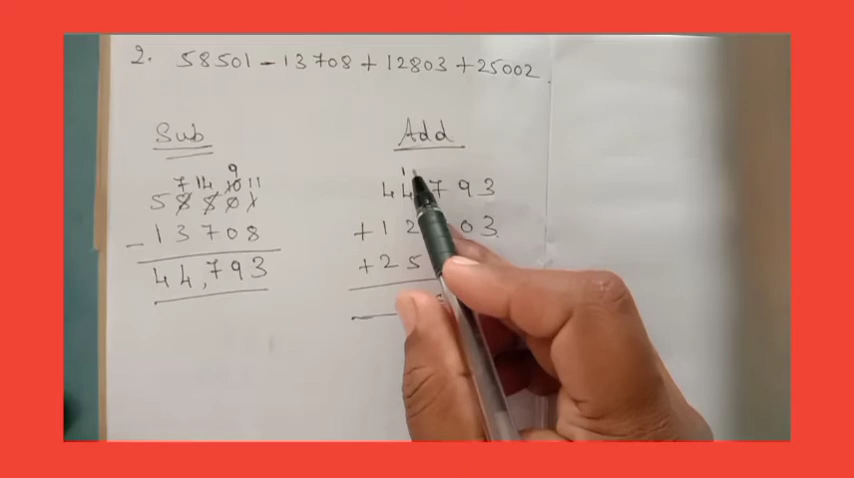 2. 58501 - 13708 + 12803 + 25002
Sub
9
7 14 10 11
58501
- 13708
44,793
Add
1
44793
+ 12 03
+ 25